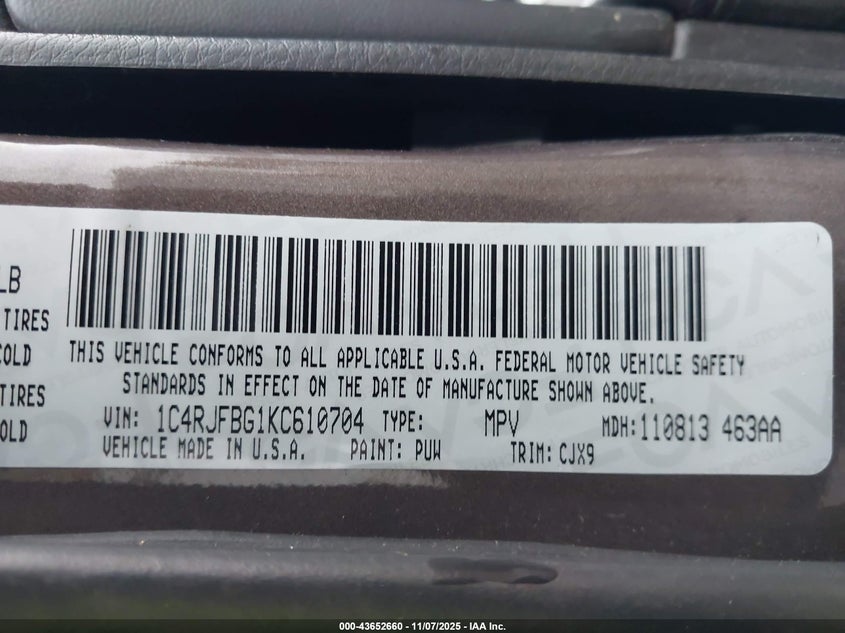 LB
TIRES
COLD
TIRES
OLD
THIS VEHICLE CONFORMS TO ALL APPLICABLE U.S.A. FEDERAL MOTOR VEHICLE SAFETY
STANDARDS IN EFFECT ON THE DATE OF MANUFACTURE SHOWN ABOVE.
VIN: 1C4RJFBG1KC610704 TYPE: MPV MDH:110813 463AA
VEHICLE MADE IN U.S.A. PAINT: PUW TRIM: CJX9
000-43652660 - 11/07/2025 - IAA Inc.